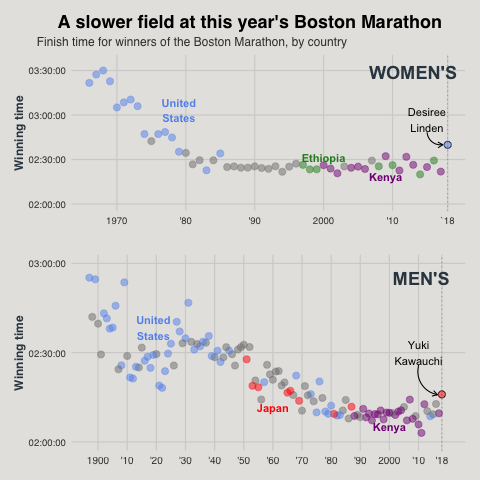 A slower field at this year's Boston Marathon
Finish time for winners of the Boston Marathon, by country
WOMEN'S
Winning time
03:30:00
03:00:00
02:30:00
02:00:00
United
States
Ethiopia
Kenya
Desiree
Linden
1970 '80 '90 2000 '10 '18
MEN'S
Winning time
03:00:00
02:30:00
02:00:00
United
States
Japan
Kenya
Yuki
Kawauchi
1900 '10 '20 '30 '40 '50 '60 '70 '80 '90 2000 '10 '18